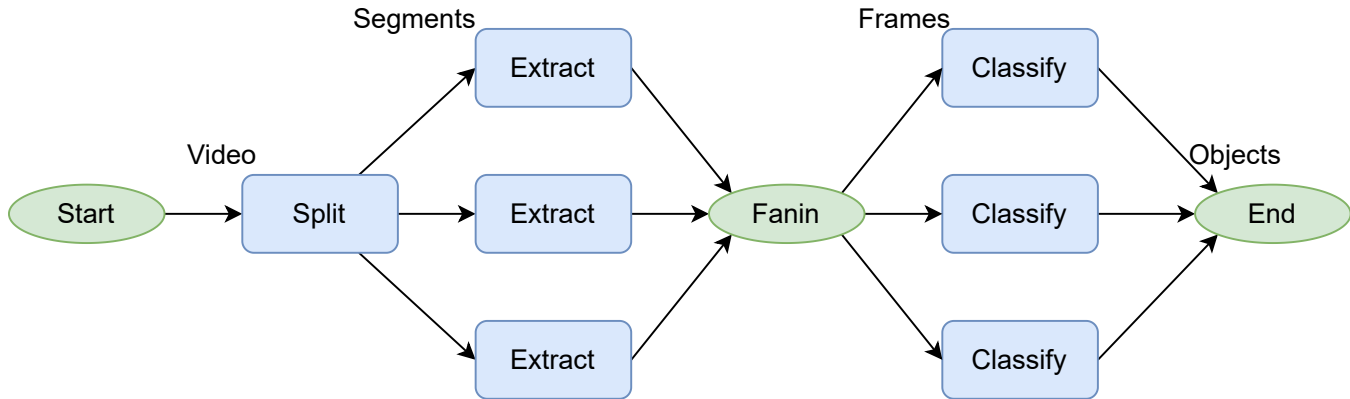 Segments
Frames
Extract
Classify
Video
Objects
Start
Split
Extract
Fanin
Classify
End
Extract
Classify